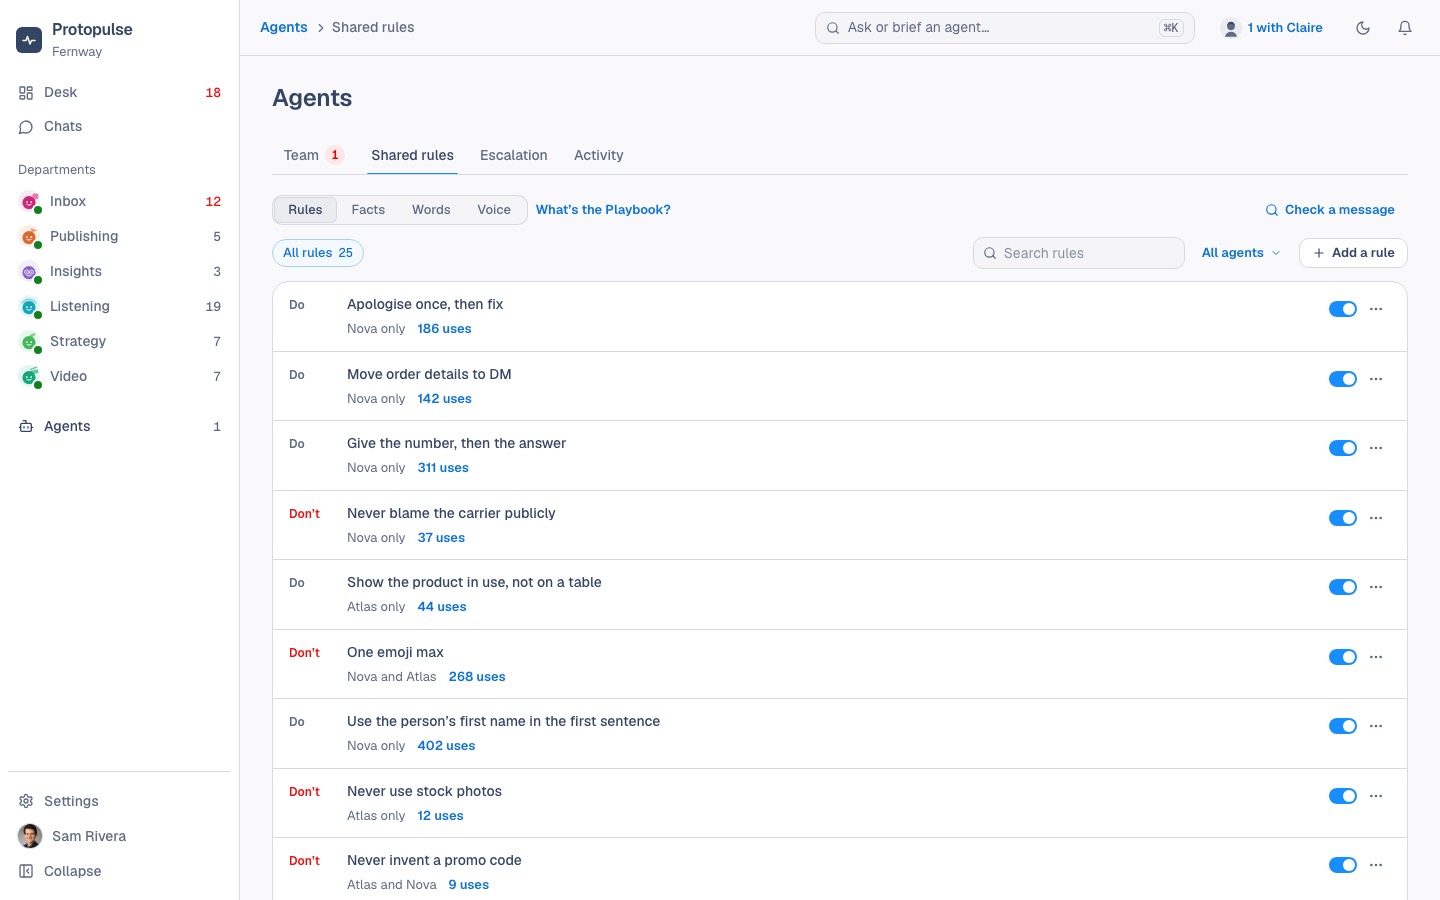 Protopulse
Fernway
Desk 18
Chats
Departments
Inbox 12
Publishing 5
Insights 3
Listening 19
Strategy 7
Video 7
Agents 1
Settings
Sam Rivera
Collapse
Agents > Shared rules
Ask or brief an agent… ⌘K
1 with Claire
Agents
Team 1 Shared rules Escalation Activity
Rules Facts Words Voice What's the Playbook? Check a message
All rules 25 Search rules All agents + Add a rule
Do Apologise once, then fix
Nova only 186 uses
Do Move order details to DM
Nova only 142 uses
Do Give the number, then the answer
Nova only 311 uses
Don't Never blame the carrier publicly
Nova only 37 uses
Do Show the product in use, not on a table
Atlas only 44 uses
Don't One emoji max
Nova and Atlas 268 uses
Do Use the person's first name in the first sentence
Nova only 402 uses
Don't Never use stock photos
Atlas only 12 uses
Don't Never invent a promo code
Atlas and Nova 9 uses